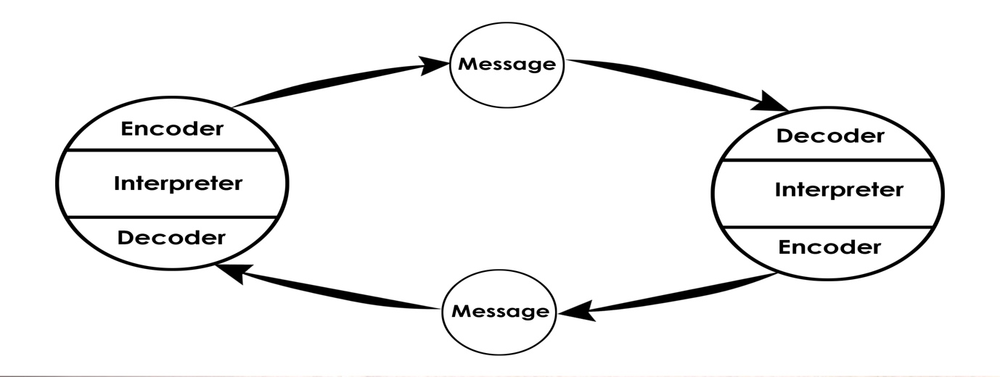 Message
Encoder
Interpreter
Decoder
Decoder
Interpreter
Encoder
Message